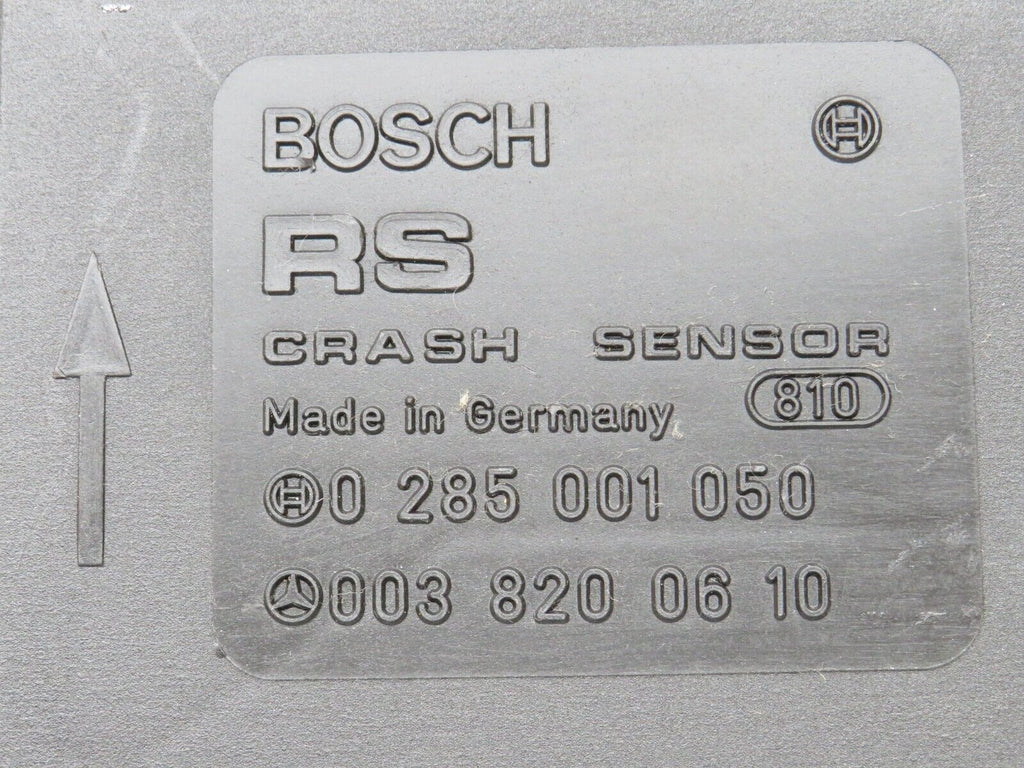 BOSCH
RS
CRASH SENSOR
Made in Germany 810
0 285 001 050
003 820 06 10